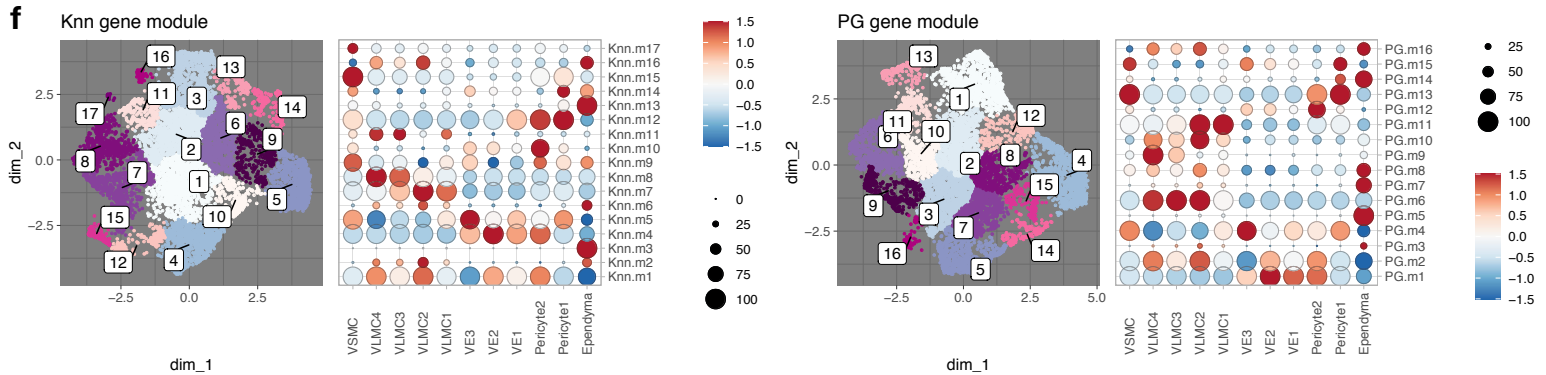 f
Knn gene module
16
13
3
14
11
17
6
9
2
8
7
1
5
10
15
12
4
2.5
0.0
−2.5
dim_2
−2.5
0.0
2.5
dim_1
Knn.m17
Knn.m16
Knn.m15
Knn.m14
Knn.m13
Knn.m12
Knn.m11
Knn.m10
Knn.m9
Knn.m8
Knn.m7
Knn.m6
Knn.m5
Knn.m4
Knn.m3
Knn.m2
Knn.m1
VSMC
VLMC4
VLMC3
VLMC2
VLMC1
VE3
VE2
VE1
Pericyte2
Pericyte1
Ependyma
1.5
1.0
0.5
0.0
−0.5
−1.0
−1.5
0
25
50
75
100
PG gene module
13
1
12
11
6
10
2
8
4
15
9
3
7
14
16
5
2.5
0.0
−2.5
dim_2
−2.5
0.0
2.5
5.0
dim_1
PG.m16
PG.m15
PG.m14
PG.m13
PG.m12
PG.m11
PG.m10
PG.m9
PG.m8
PG.m7
PG.m6
PG.m5
PG.m4
PG.m3
PG.m2
PG.m1
VSMC
VLMC4
VLMC3
VLMC2
VLMC1
VE3
VE2
VE1
Pericyte2
Pericyte1
Ependyma
25
50
75
100
1.5
1.0
0.5
0.0
−0.5
−1.0
−1.5